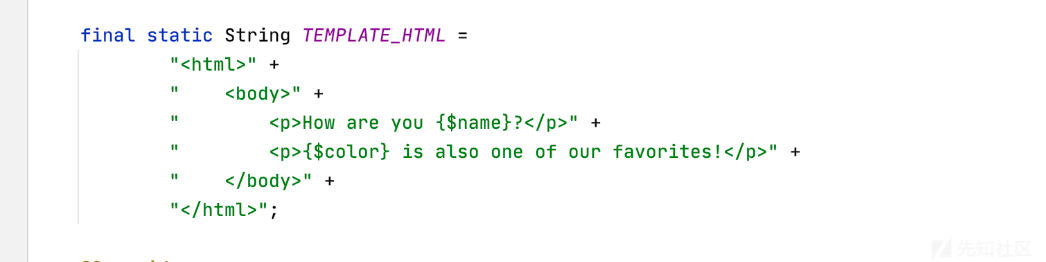 final static String TEMPLATE_HTML =
        "<html>" +
        "    <body>" +
        "        <p>How are you {$name}?</p>" +
        "        <p>{$color} is also one of our favorites!</p>" +
        "    </body>" +
        "</html>";
先知社区